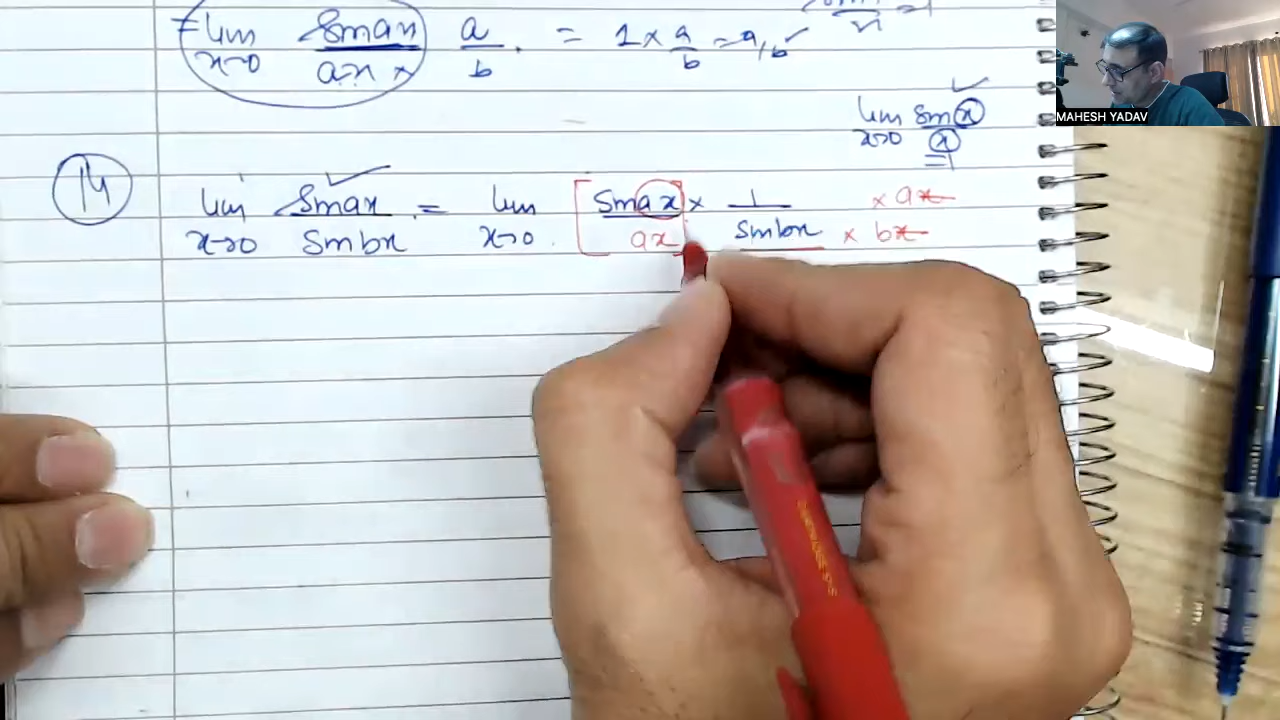 = lim sin ax a = 1 × a = a/b
x→0 ax × b b
MAHESH YADAV
lim sin x
x→0 x
=1
14 lim sin ax = lim [sin ax × 1 × ax
x→0 sin bx x→0 ax] sin bx × bx